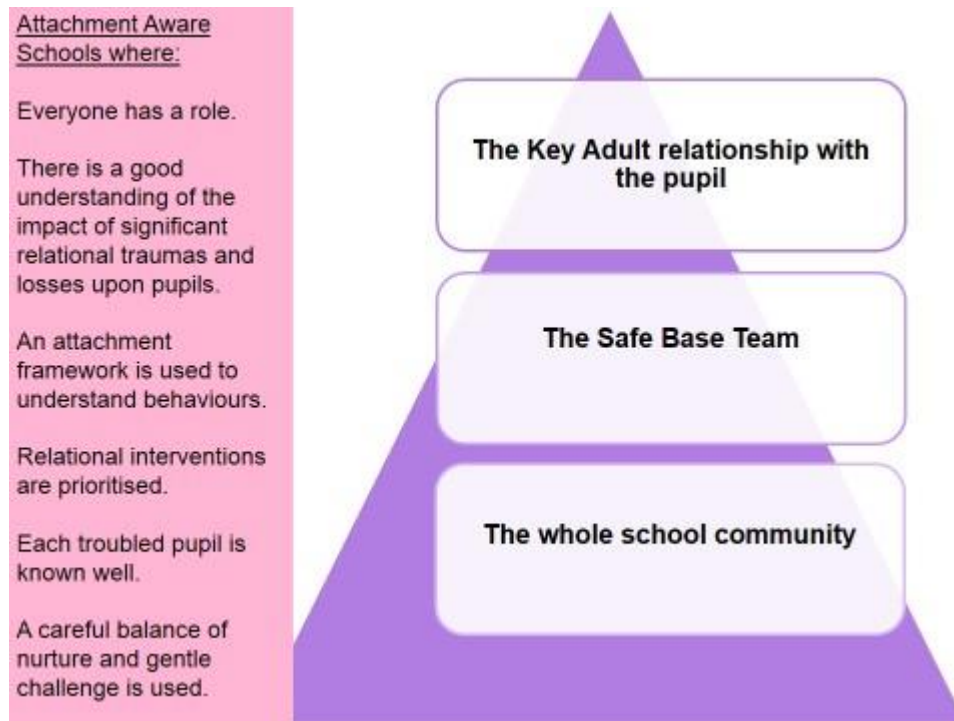 Attachment Aware
Schools where:
Everyone has a role.
There is a good
understanding of the
impact of significant
relational traumas and
losses upon pupils.
An attachment
framework is used to
understand behaviours.
Relational interventions
are prioritised.
Each troubled pupil is
known well.
A careful balance of
nurture and gentle
challenge is used.
The Key Adult relationship with
the pupil
The Safe Base Team
The whole school community